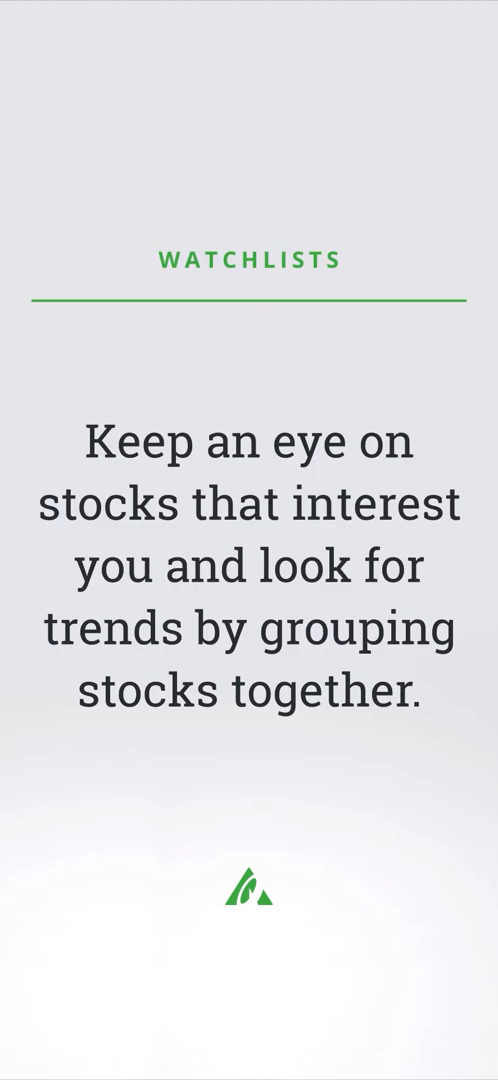 WATCHLISTS
Keep an eye on
stocks that interest
you and look for
trends by grouping
stocks together.